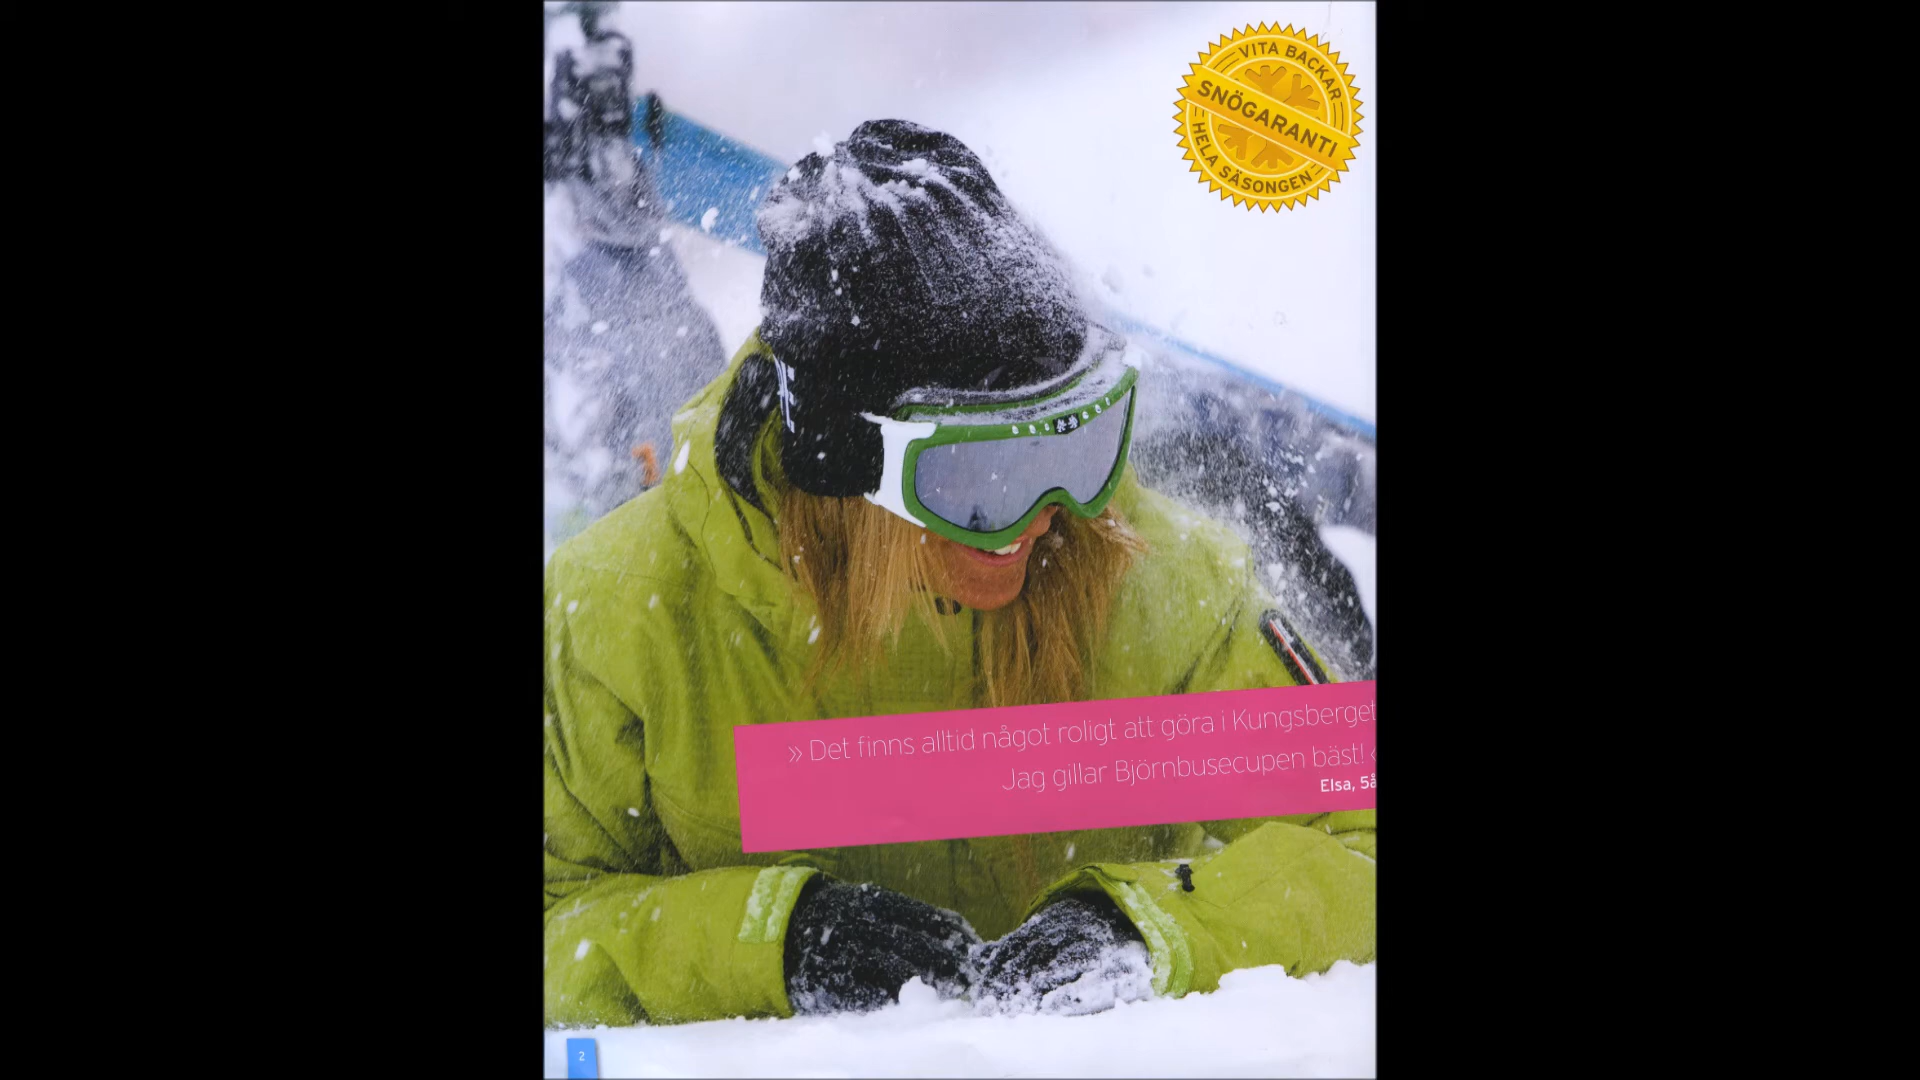 VITA BACKAR
SNÖGARANTI
HELA SÄSONGEN
» Det finns alltid något roligt att göra i Kungsberget
Jag gillar Björnbusecupen bäst! «
Elsa, 5å
2